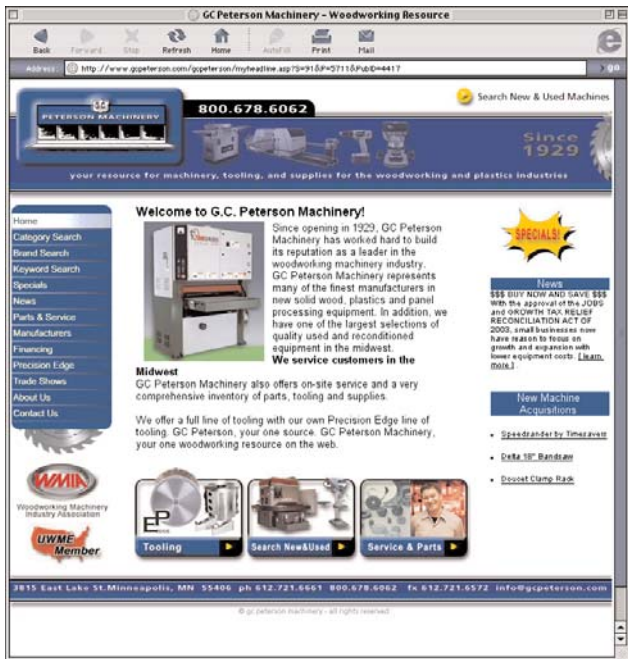 GC Peterson Machinery – Woodworking Resource
Back Forward Stop Refresh Home AutoFill Print Mail
Address: http://www.gcpeterson.com/gcpeterson/myheadline.asp?S=91&P=5711&PubID=4417 go
PETERSON MACHINERY
800.678.6062
Search New & Used Machines
Since
1929
your resource for machinery, tooling, and supplies for the woodworking and plastics industries
Home
Category Search
Brand Search
Keyword Search
Specials
News
Parts & Service
Manufacturers
Financing
Precision Edge
Trade Shows
About Us
Contact Us
WMIA
Woodworking Machinery
Industry Association
UWME
Member
Welcome to G.C. Peterson Machinery!
Since opening in 1929, GC Peterson
Machinery has worked hard to build
its reputation as a leader in the
woodworking machinery industry.
GC Peterson Machinery represents
many of the finest manufacturers in
new solid wood, plastics and panel
processing equipment. In addition, we
have one of the largest selections of
quality used and reconditioned
equipment in the midwest.
We service customers in the
Midwest
GC Peterson Machinery also offers on-site service and a very
comprehensive inventory of parts, tooling and supplies.
We offer a full line of tooling with our own Precision Edge line of
tooling. GC Peterson, your one source. GC Peterson Machinery,
your one woodworking resource on the web.
EP
Tooling
Search New&Used
Service & Parts
SPECIALS!
News
$$$ BUY NOW AND SAVE $$$
With the approval of the JOBS
and GROWTH TAX RELIEF
RECONCILIATION ACT OF
2003, small businesses now
have reason to focus on
growth and expansion with
lower equipment costs. [learn
more.]
New Machine
Acquisitions
• Speedsander by Timesavers
• Delta 18" Bandsaw
• Doucet Clamp Rack
3815 East Lake St.Minneapolis, MN 55406 ph 612.721.6661 800.678.6062 fx 612.721.6572 info@gcpeterson.com
© gc peterson machinery - all rights reserved